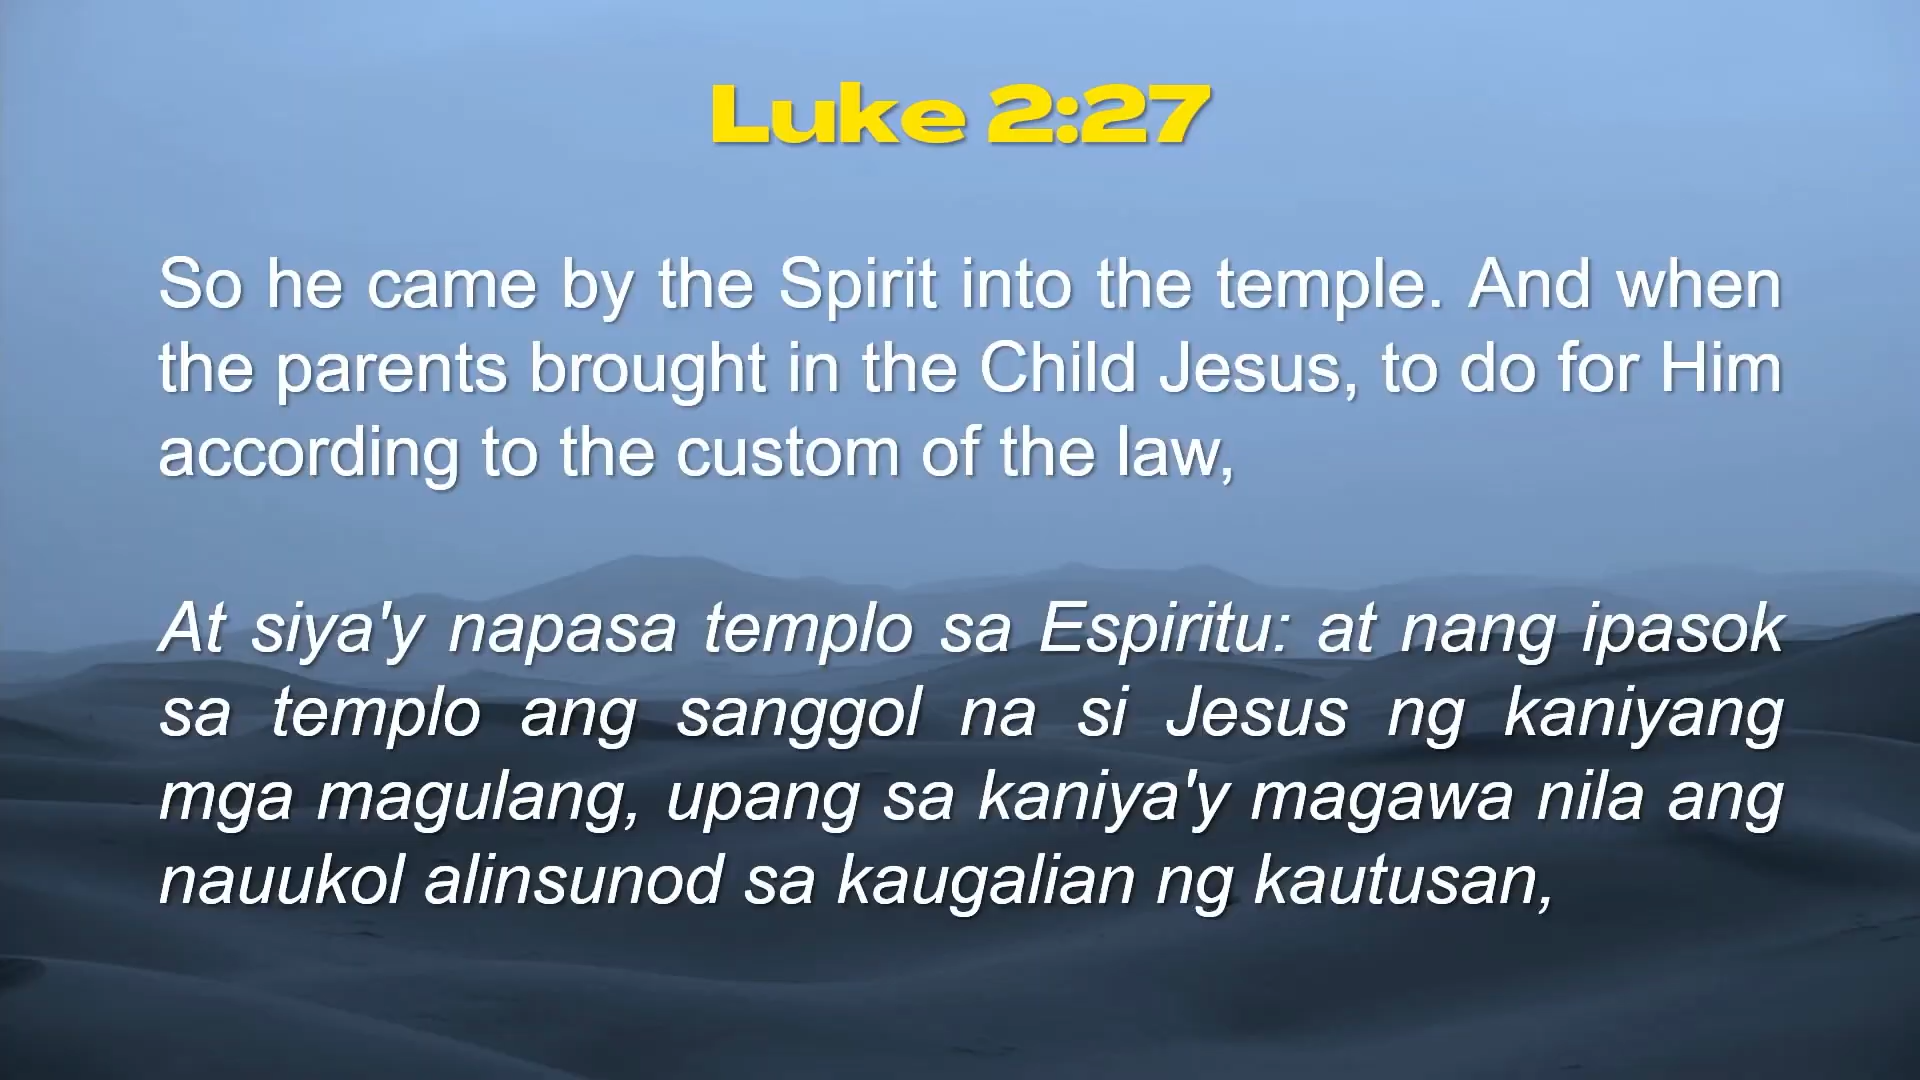 Luke 2:27
So he came by the Spirit into the temple. And when
the parents brought in the Child Jesus, to do for Him
according to the custom of the law,
At siya'y napasa templo sa Espiritu: at nang ipasok
sa templo ang sanggol na si Jesus ng kaniyang
mga magulang, upang sa kaniya'y magawa nila ang
nauukol alinsunod sa kaugalian ng kautusan,